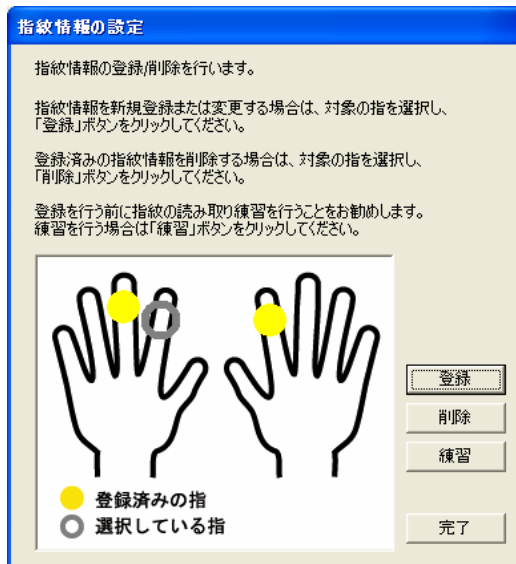 指紋情報の設定
指紋情報の登録/削除を行います。
指紋情報を新規登録または変更する場合は、対象の指を選択し、
「登録」ボタンをクリックしてください。
登録済みの指紋情報を削除する場合は、対象の指を選択し、
「削除」ボタンをクリックしてください。
登録を行う前に指紋の読み取り練習を行うことをお勧めします。
練習を行う場合は「練習」ボタンをクリックしてください。
登録
削除
練習
登録済みの指
選択している指
完了